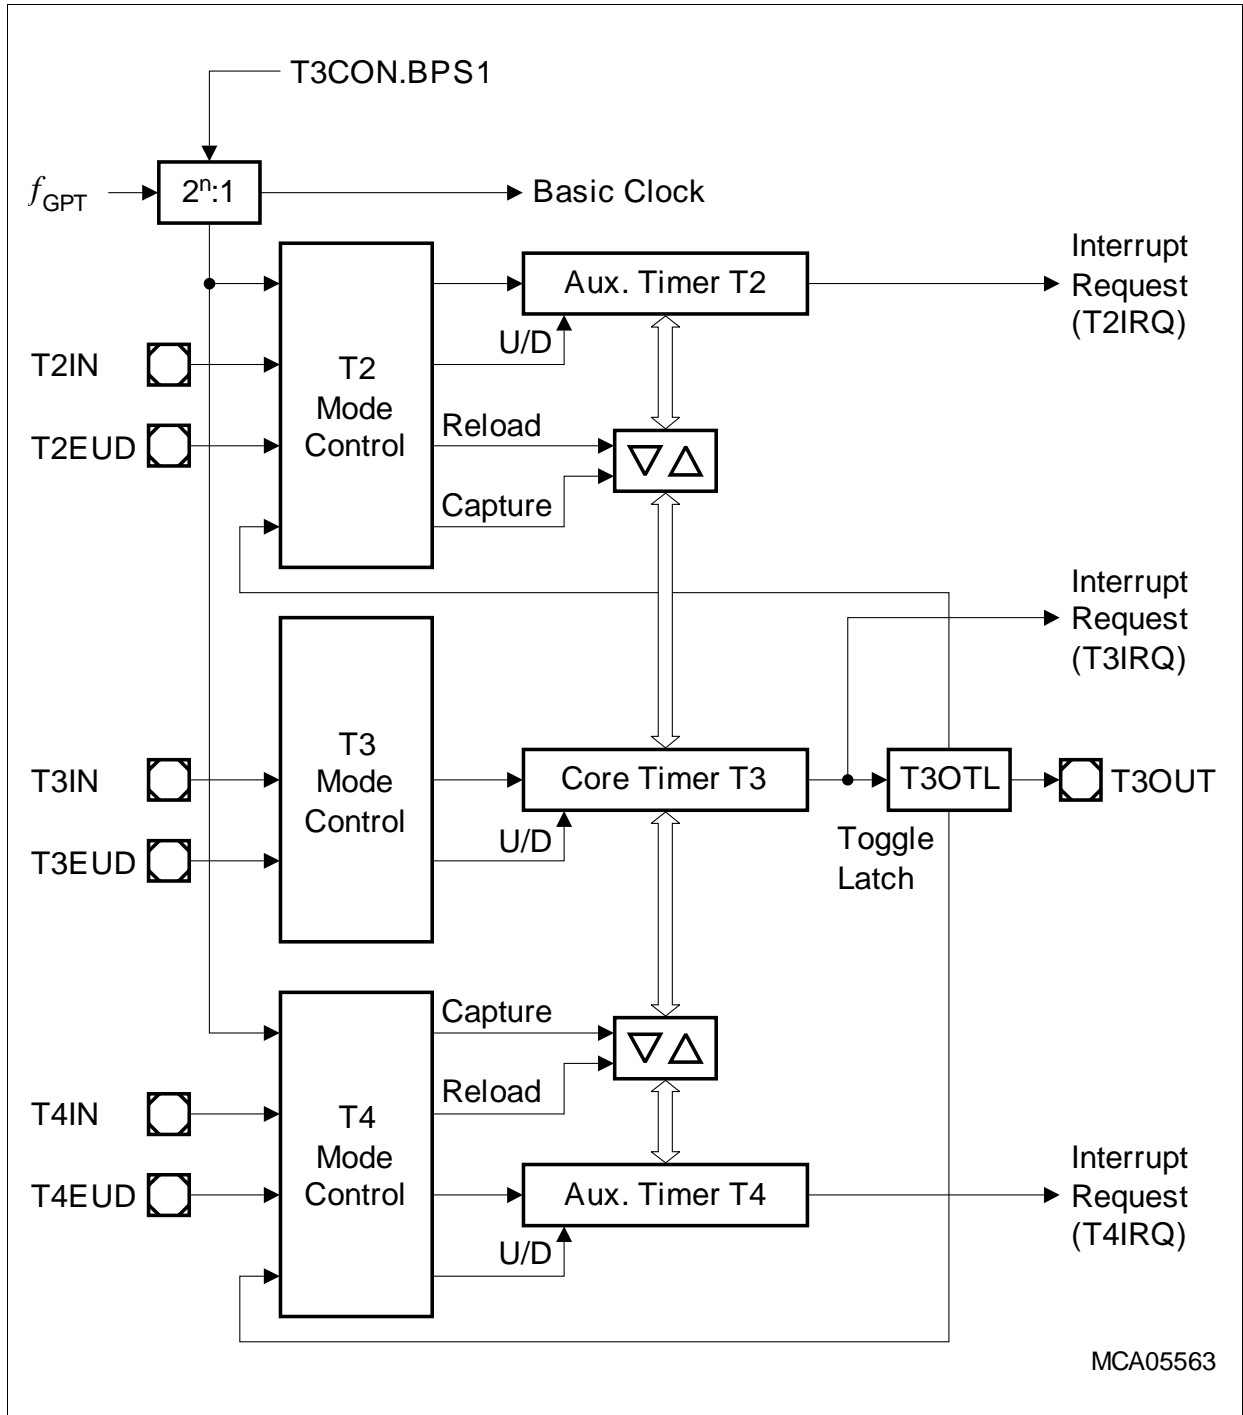 T3CON.BPS1
fGPT
2n:1
Basic Clock
Interrupt
Request
(T2IRQ)
Aux. Timer T2
U/D
T2IN
T2EUD
T2
Mode
Control
Reload
Capture
Interrupt
Request
(T3IRQ)
T3IN
T3EUD
T3
Mode
Control
Core Timer T3
U/D
T3OTL
T3OUT
Toggle
Latch
Capture
Reload
T4IN
T4EUD
T4
Mode
Control
Aux. Timer T4
U/D
Interrupt
Request
(T4IRQ)
MCA05563